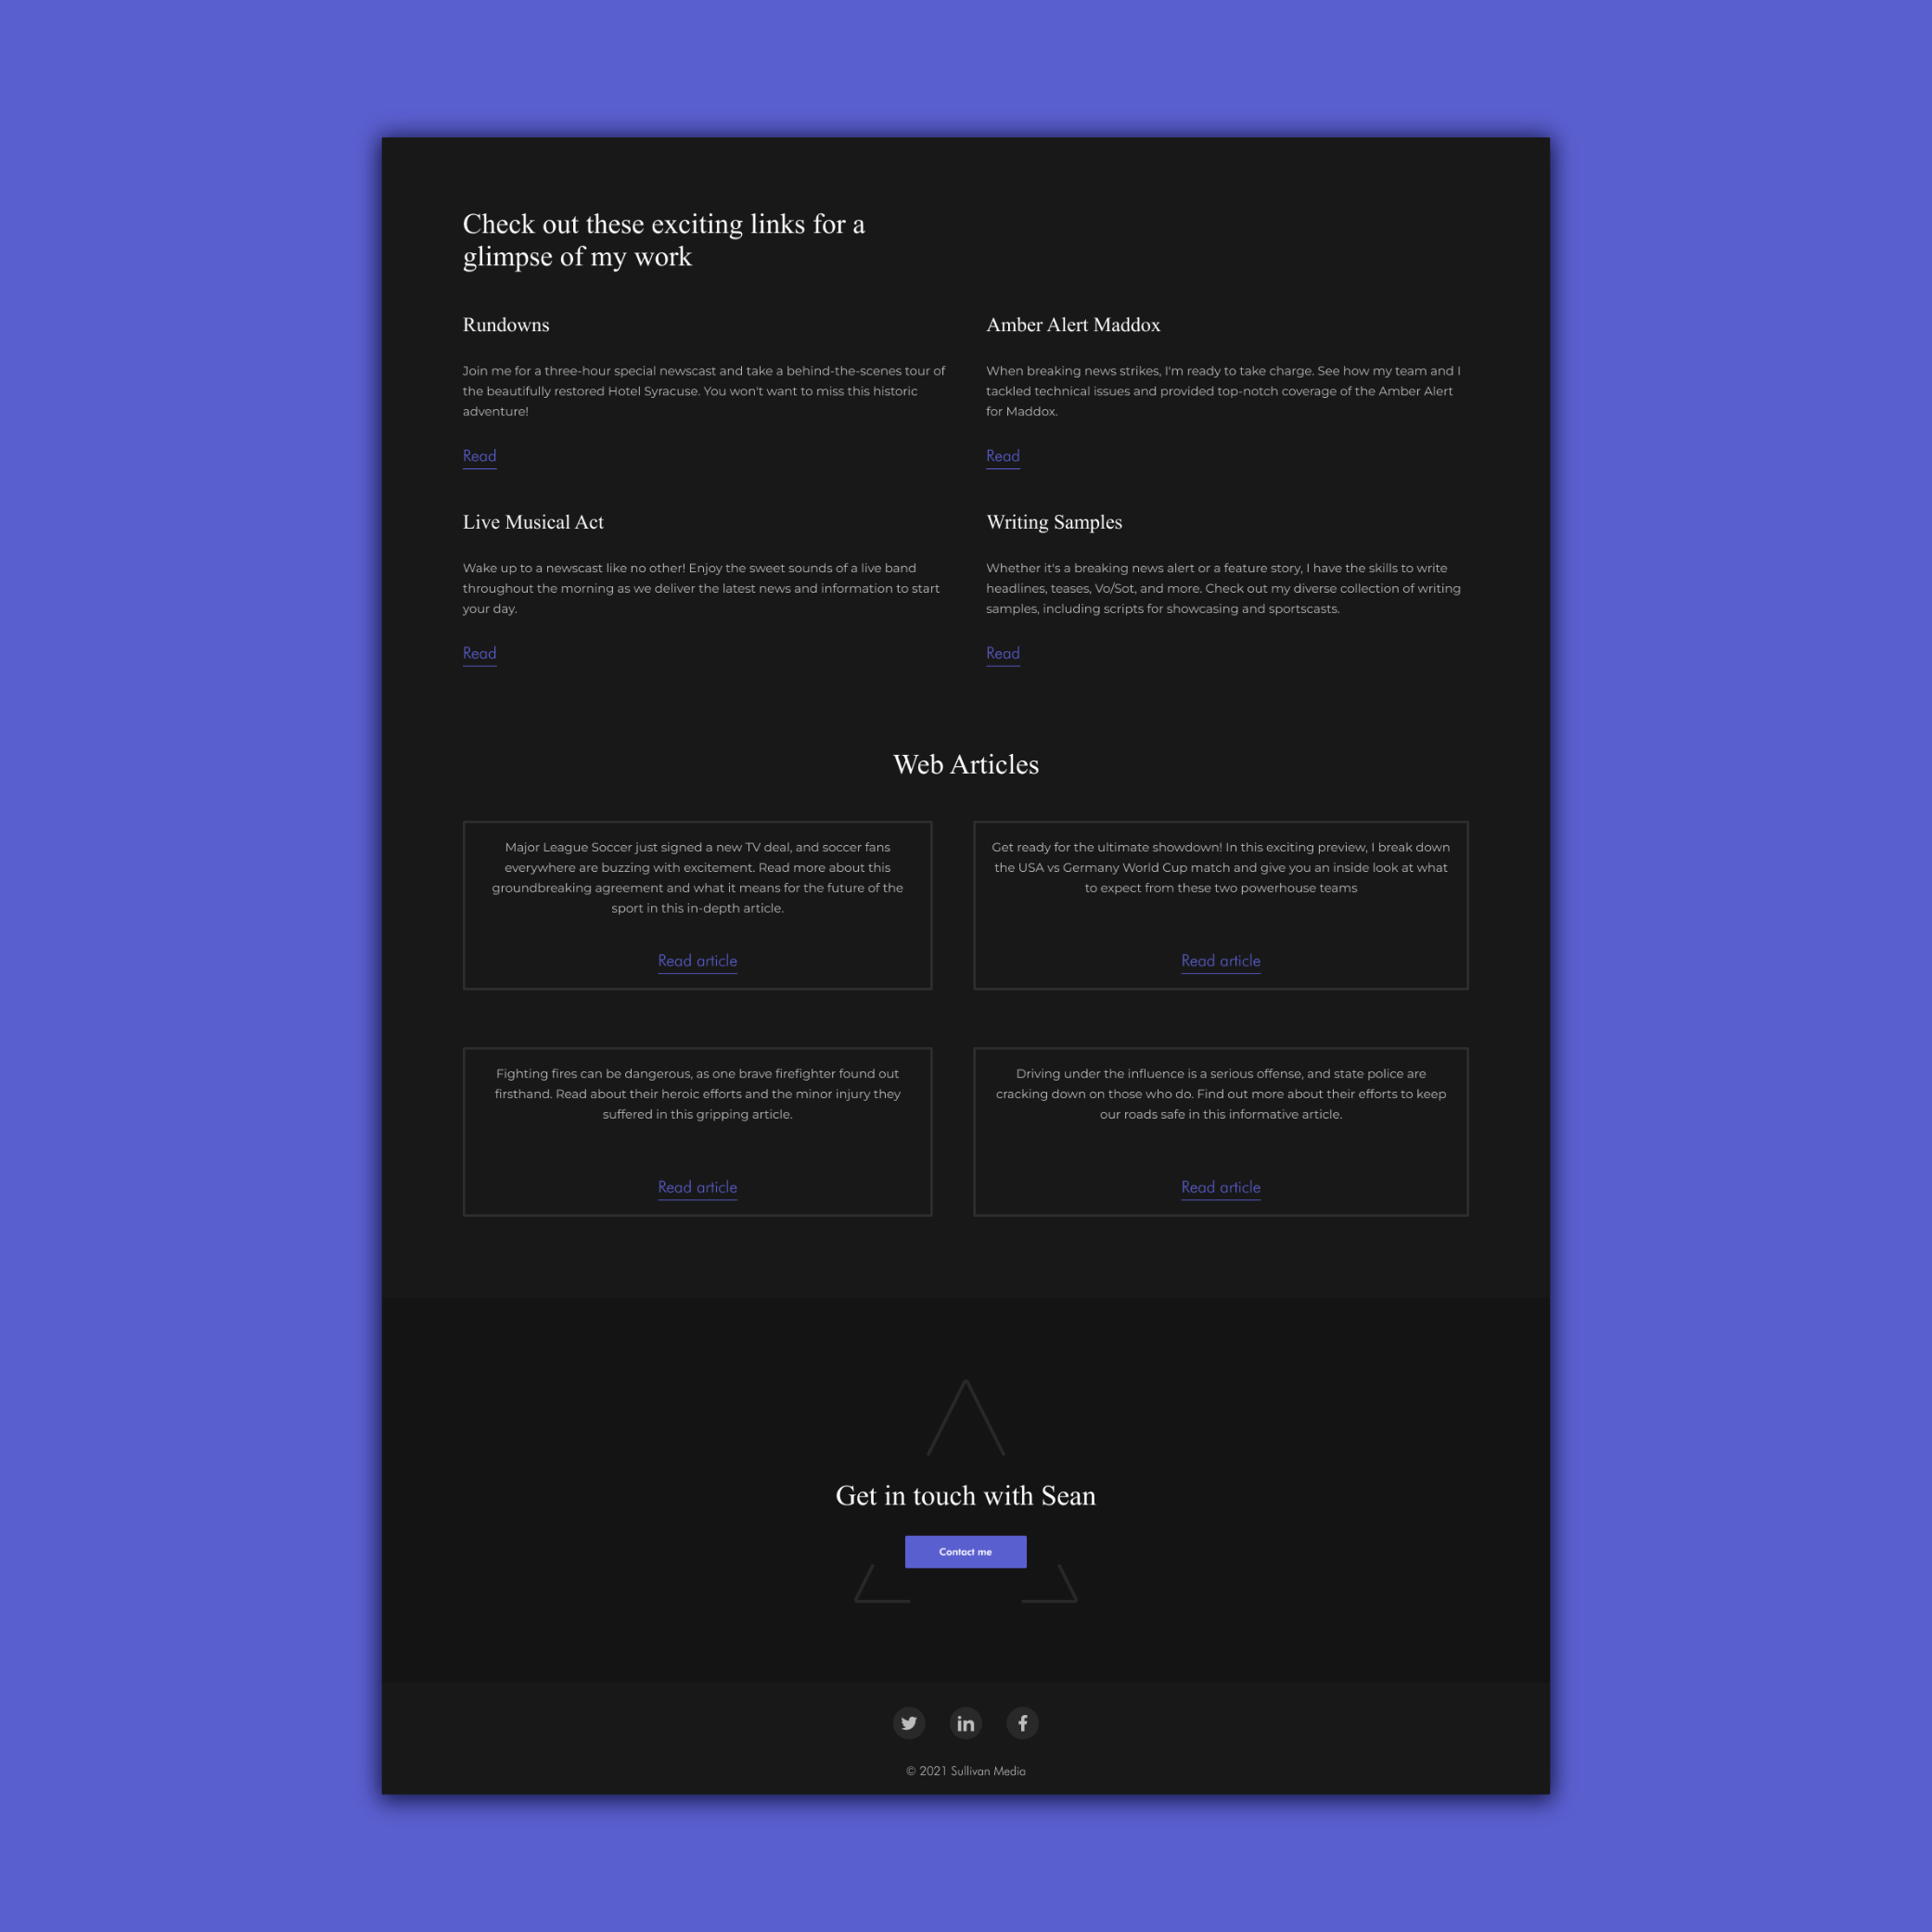 Check out these exciting links for a
glimpse of my work
Rundowns
Join me for a three-hour special newscast and take a behind-the-scenes tour of
the beautifully restored Hotel Syracuse. You won't want to miss this historic
adventure!
Read
Amber Alert Maddox
When breaking news strikes, I'm ready to take charge. See how my team and I
tackled technical issues and provided top-notch coverage of the Amber Alert
for Maddox.
Read
Live Musical Act
Wake up to a newscast like no other! Enjoy the sweet sounds of a live band
throughout the morning as we deliver the latest news and information to start
your day.
Read
Writing Samples
Whether it's a breaking news alert or a feature story, I have the skills to write
headlines, teases, Vo/Sot, and more. Check out my diverse collection of writing
samples, including scripts for showcasing and sportscasts.
Read
Web Articles
Major League Soccer just signed a new TV deal, and soccer fans
everywhere are buzzing with excitement. Read more about this
groundbreaking agreement and what it means for the future of the
sport in this in-depth article.
Read article
Get ready for the ultimate showdown! In this exciting preview, I break down
the USA vs Germany World Cup match and give you an inside look at what
to expect from these two powerhouse teams
Read article
Fighting fires can be dangerous, as one brave firefighter found out
firsthand. Read about their heroic efforts and the minor injury they
suffered in this gripping article.
Read article
Driving under the influence is a serious offense, and state police are
cracking down on those who do. Find out more about their efforts to keep
our roads safe in this informative article.
Read article
Get in touch with Sean
Contact me
© 2021 Sullivan Media